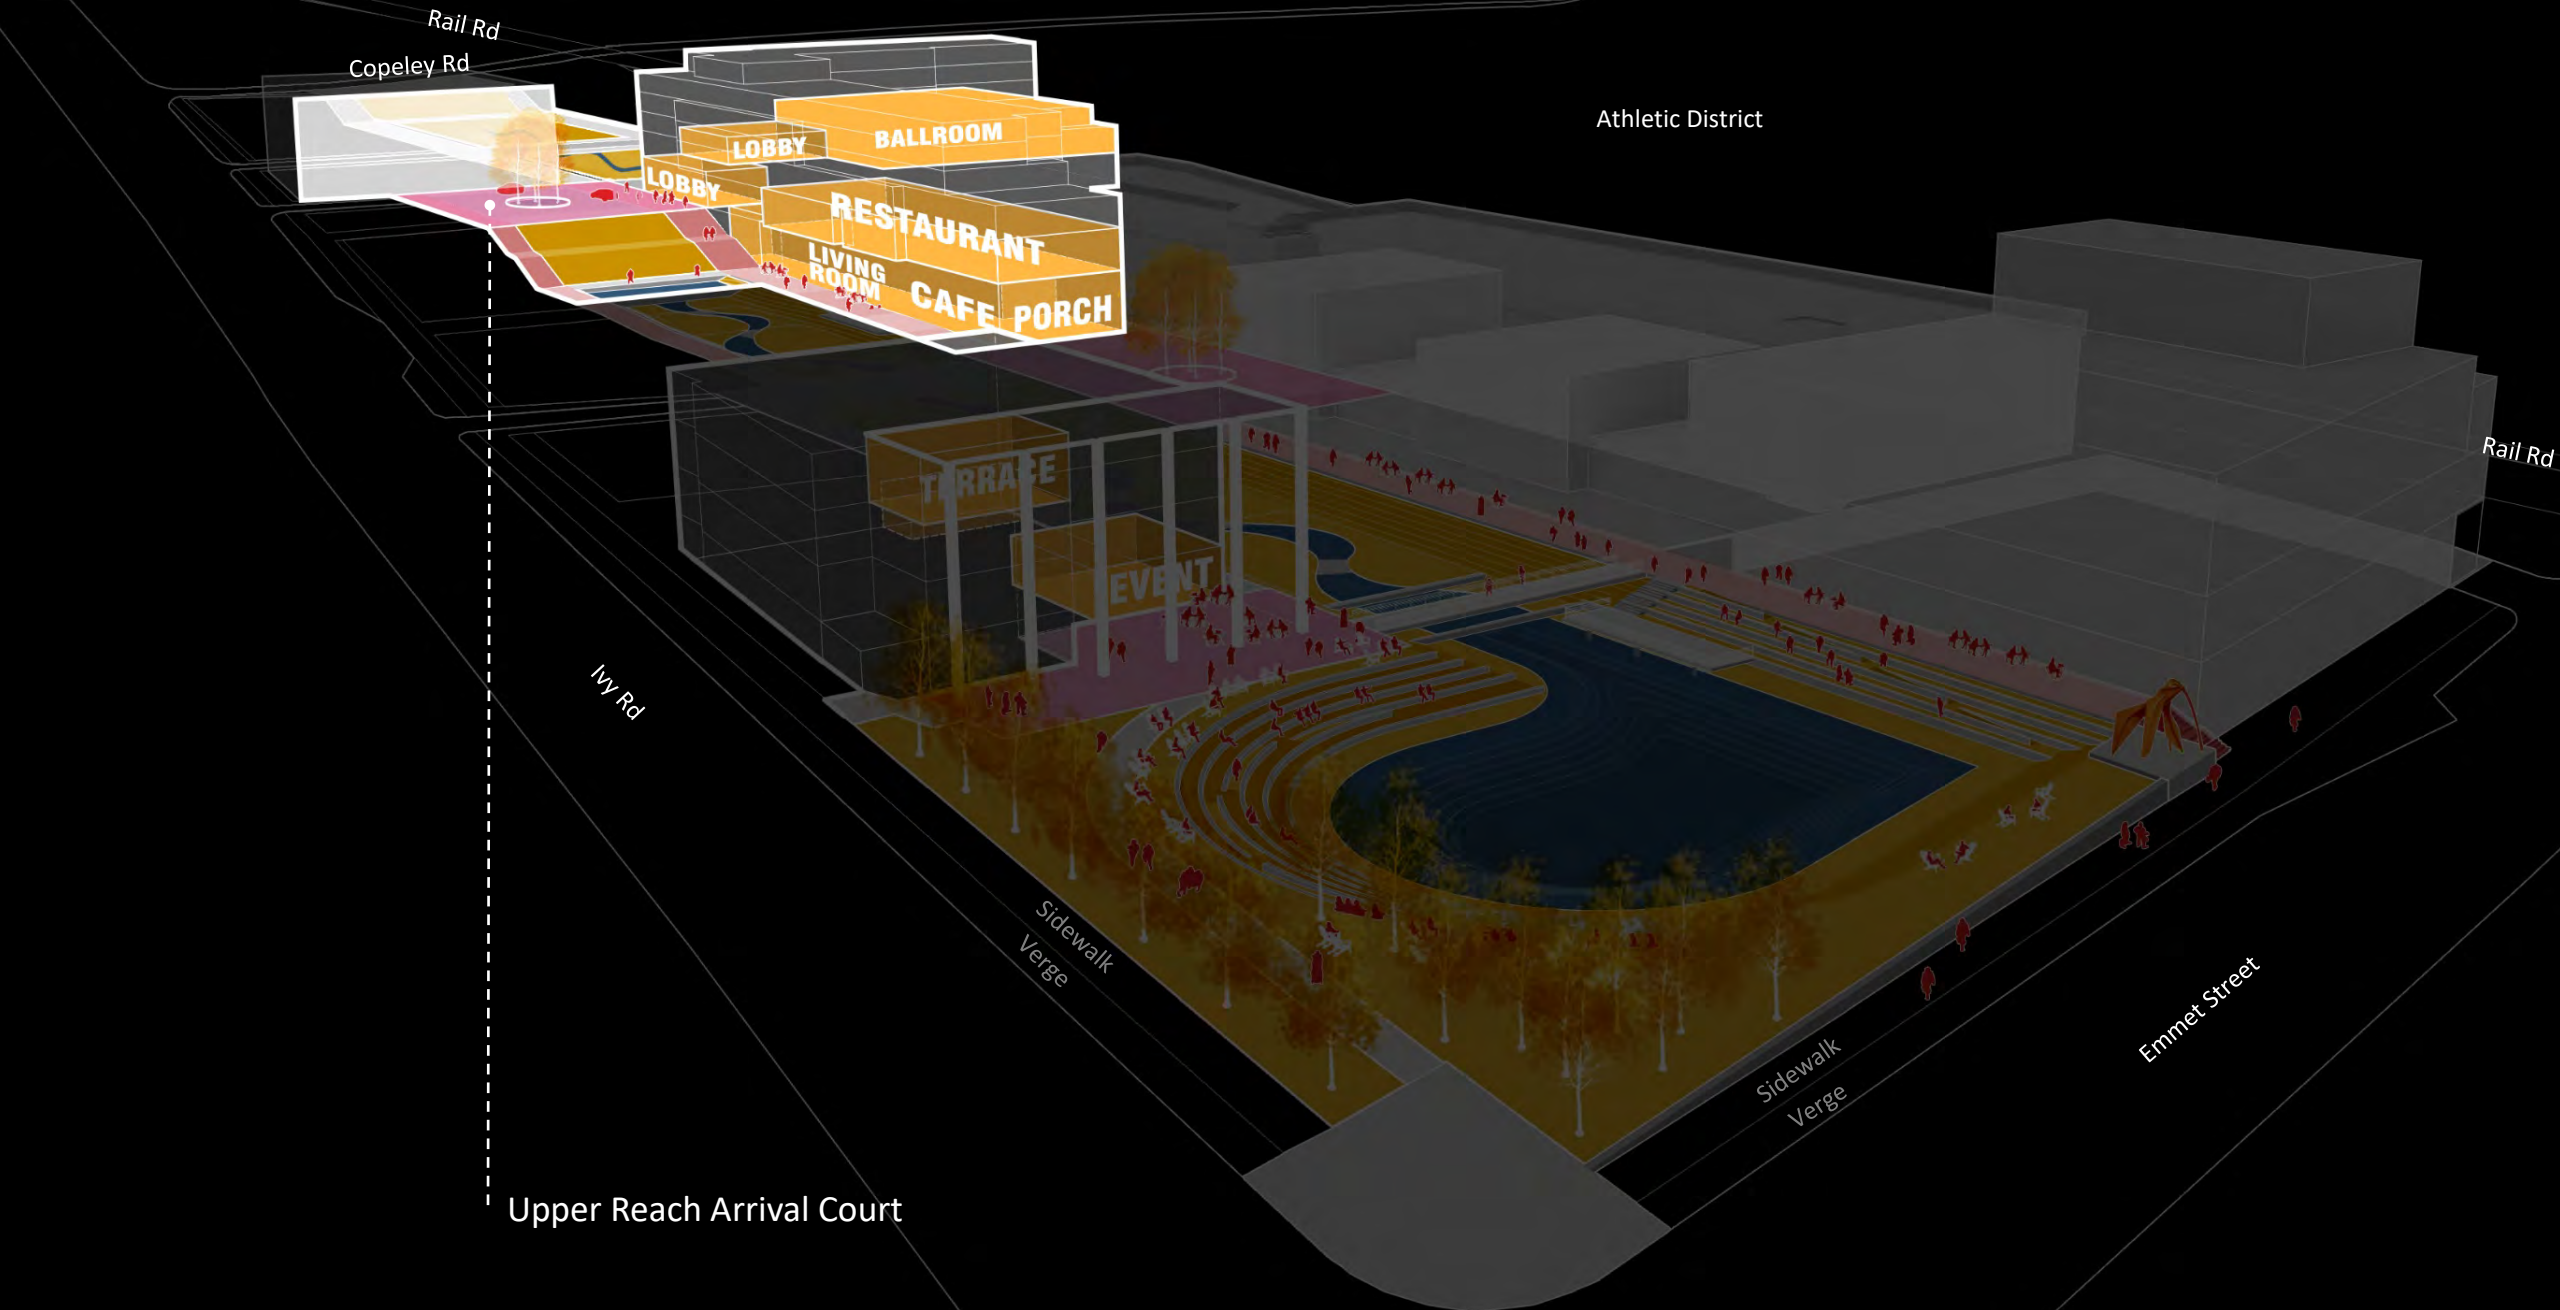 Rail Rd
Copeley Rd
Athletic District
BALLROOM
LOBBY
LOBBY
RESTAURANT
LIVING
ROOM
CAFE
PORCH
Rail Rd
TERRACE
EVENT
Ivy Rd
Sidewalk
Verge
Emmet Street
Sidewalk
Verge
Upper Reach Arrival Court